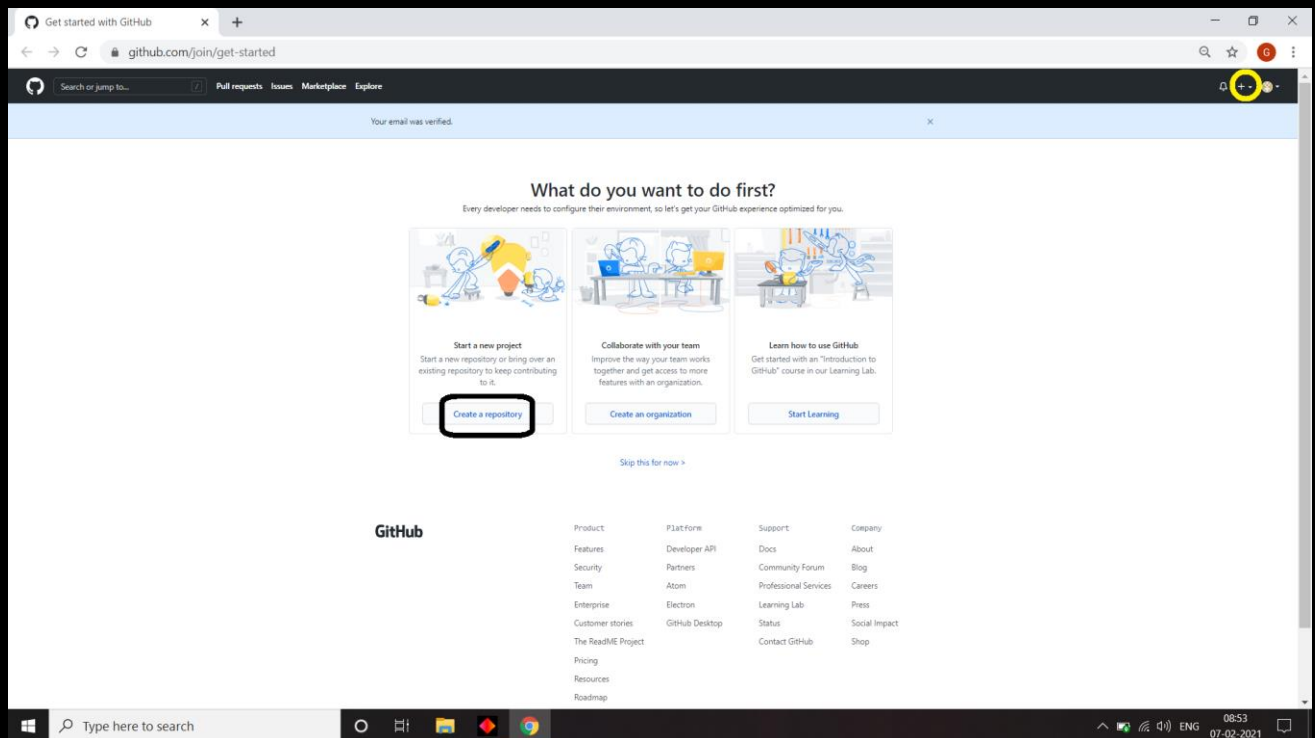 Get started with GitHub
github.com/join/get-started
G
Search or jump to... /
Pull requests Issues Marketplace Explore
Your email was verified.
What do you want to do first?
Every developer needs to configure their environment, so let's get your GitHub experience optimized for you.
Start a new project
Start a new repository or bring over an
existing repository to keep contributing
to it.
Create a repository
Collaborate with your team
Improve the way your team works
together and get access to more
features with an organization.
Create an organization
Learn how to use GitHub
Get started with an "Introduction to
GitHub" course in our Learning Lab.
Start Learning
Skip this for now >
GitHub
Product
Features
Security
Team
Enterprise
Customer stories
The ReadME Project
Pricing
Resources
Roadmap
Platform
Developer API
Partners
Atom
Electron
GitHub Desktop
Support
Docs
Community Forum
Professional Services
Learning Lab
Status
Contact GitHub
Company
About
Blog
Careers
Press
Social Impact
Shop
Type here to search
ENG
08:53
07-02-2021